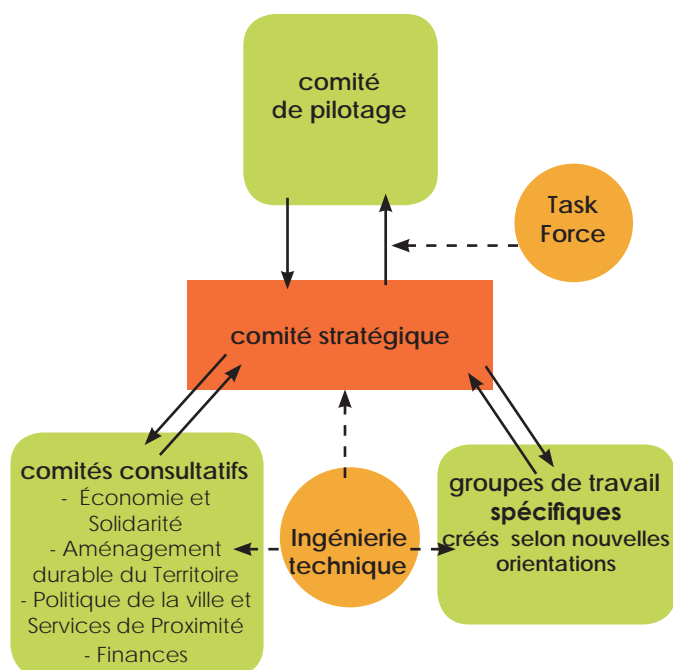 comité
de pilotage
Task
Force
comité stratégique
comités consultatifs
- Économie et
Solidarité
- Aménagement
durable du Territoire
- Politique de la ville et
Services de Proximité
- Finances
Ingénierie
technique
groupes de travail
spécifiques
créés selon nouvelles
orientations